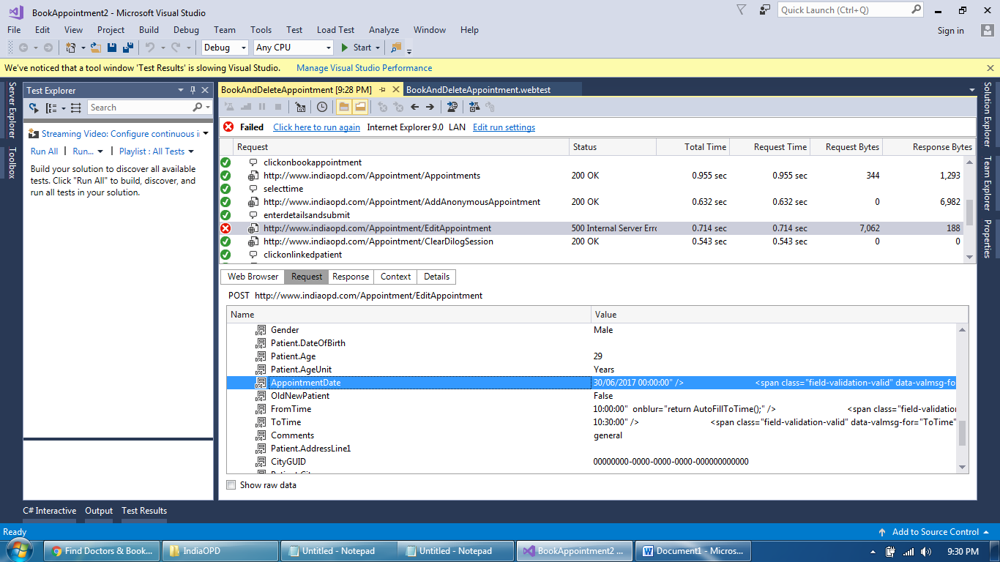 BookAppointment2 - Microsoft Visual Studio
Quick Launch (Ctrl+Q)
File Edit View Project Build Debug Team Tools Test Load Test Analyze Window Help
Sign in
Debug Any CPU Start
We've noticed that a tool window 'Test Results' is slowing Visual Studio. Manage Visual Studio Performance
Server Explorer
Toolbox
Test Explorer
Search
Streaming Video: Configure continuous i
Run All | Run... | Playlist : All Tests
Build your solution to discover all available
tests. Click "Run All" to build, discover, and
run all tests in your solution.
BookAndDeleteAppointment [9:28 PM] BookAndDeleteAppointment.webtest
Failed Click here to run again Internet Explorer 9.0 LAN Edit run settings
Request Status Total Time Request Time Request Bytes Response Bytes
clickonbookappointment
http://www.indiaopd.com/Appointment/Appointments 200 OK 0.955 sec 0.955 sec 344 1,293
selecttime
http://www.indiaopd.com/Appointment/AddAnonymousAppointment 200 OK 0.632 sec 0.632 sec 0 6,982
enterdetailsandsubmit
http://www.indiaopd.com/Appointment/EditAppointment 500 Internal Server Erro 0.714 sec 0.714 sec 7,062 188
http://www.indiaopd.com/Appointment/ClearDilogSession 200 OK 0.543 sec 0.543 sec 0 0
clickonlinkedpatient
Web Browser Request Response Context Details
POST http://www.indiaopd.com/Appointment/EditAppointment
Name Value
Gender Male
Patient.DateOfBirth
Patient.Age 29
Patient.AgeUnit Years
AppointmentDate 30/06/2017 00:00:00" /> <span class="field-validation-valid" data-valmsg-fo
OldNewPatient False
FromTime 10:00:00" onblur="return AutoFillToTime();" /> <span class="field-validation
ToTime 10:30:00" /> <span class="field-validation-valid" data-valmsg-for="ToTime"
Comments general
Patient.AddressLine1
CityGUID 00000000-0000-0000-0000-000000000000
Show raw data
Solution Explorer
Team Explorer
Properties
C# Interactive Output Test Results
Ready
Add to Source Control
Find Doctors & Book... IndiaOPD Untitled - Notepad Untitled - Notepad BookAppointment2 ... Document1 - Micros... 9:30 PM